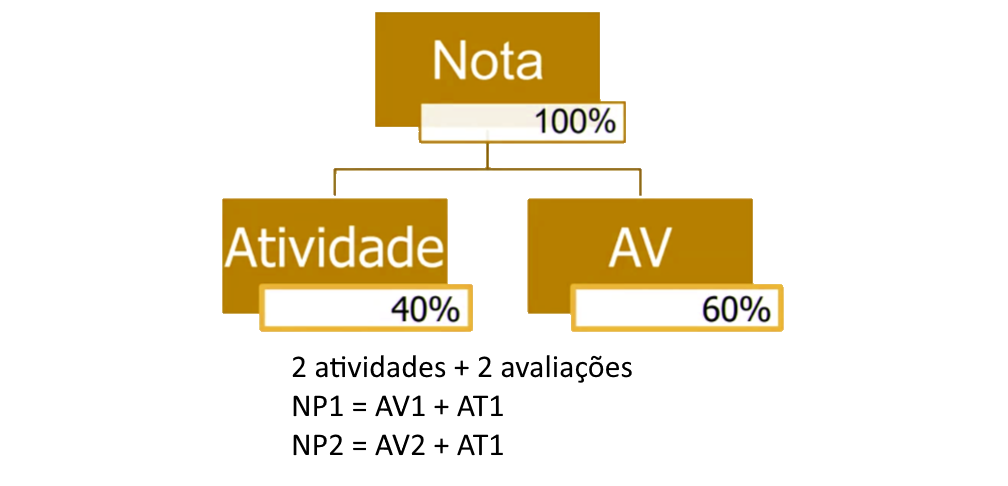 Nota
100%
Atividade
AV
40%
60%
2 atividades + 2 avaliações
NP1 = AV1 + AT1
NP2 = AV2 + AT1